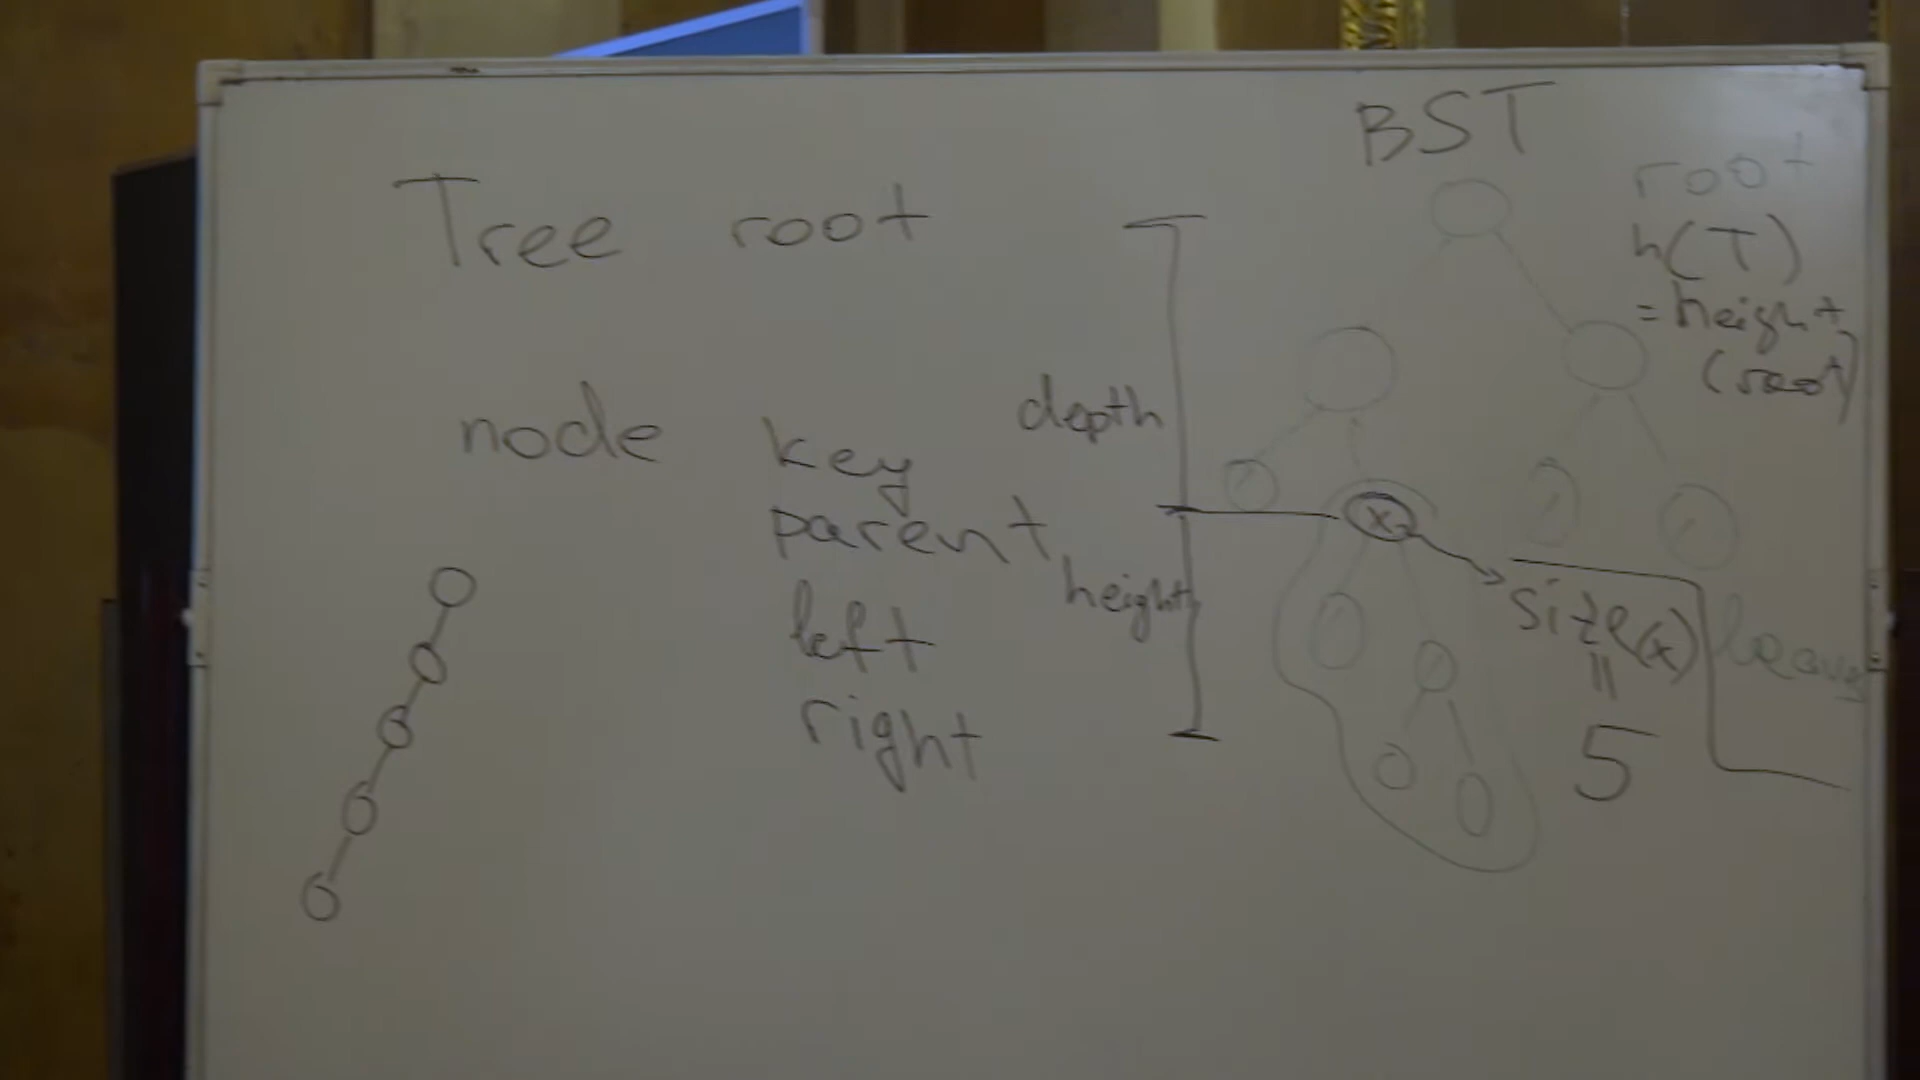 Tree root
node key
parent
left
right
depth
height
BST
root
h(T)
= height
(root)
x
size(x)
=
5
leaves